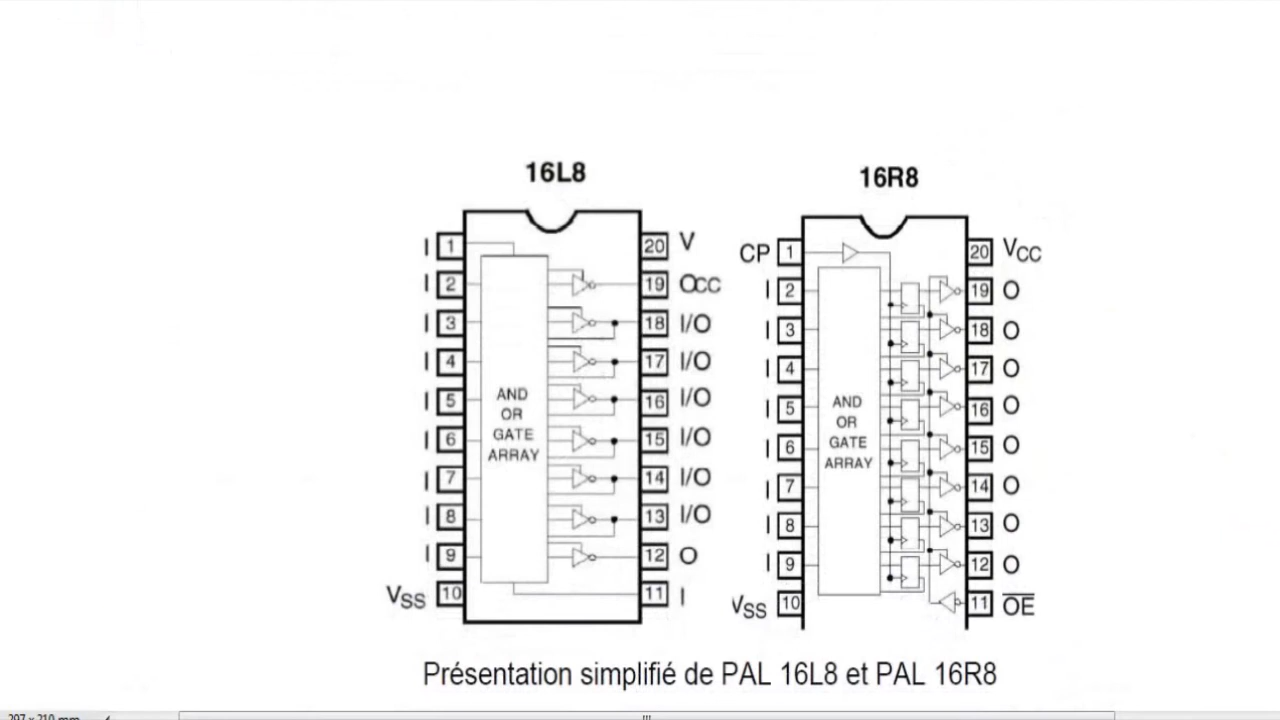 16L8
16R8
I 1 20 V
I 2 19 OCC
I 3 18 I/O
I 4 17 I/O
I 5 16 I/O
I 6 15 I/O
I 7 14 I/O
I 8 13 I/O
I 9 12 O
VSS 10 11 I
AND
OR
GATE
ARRAY
CP 1 20 VCC
I 2 19 O
I 3 18 O
I 4 17 O
I 5 16 O
I 6 15 O
I 7 14 O
I 8 13 O
I 9 12 O
VSS 10 11 OE
AND
OR
GATE
ARRAY
Présentation simplifié de PAL 16L8 et PAL 16R8
297 x 210 mm